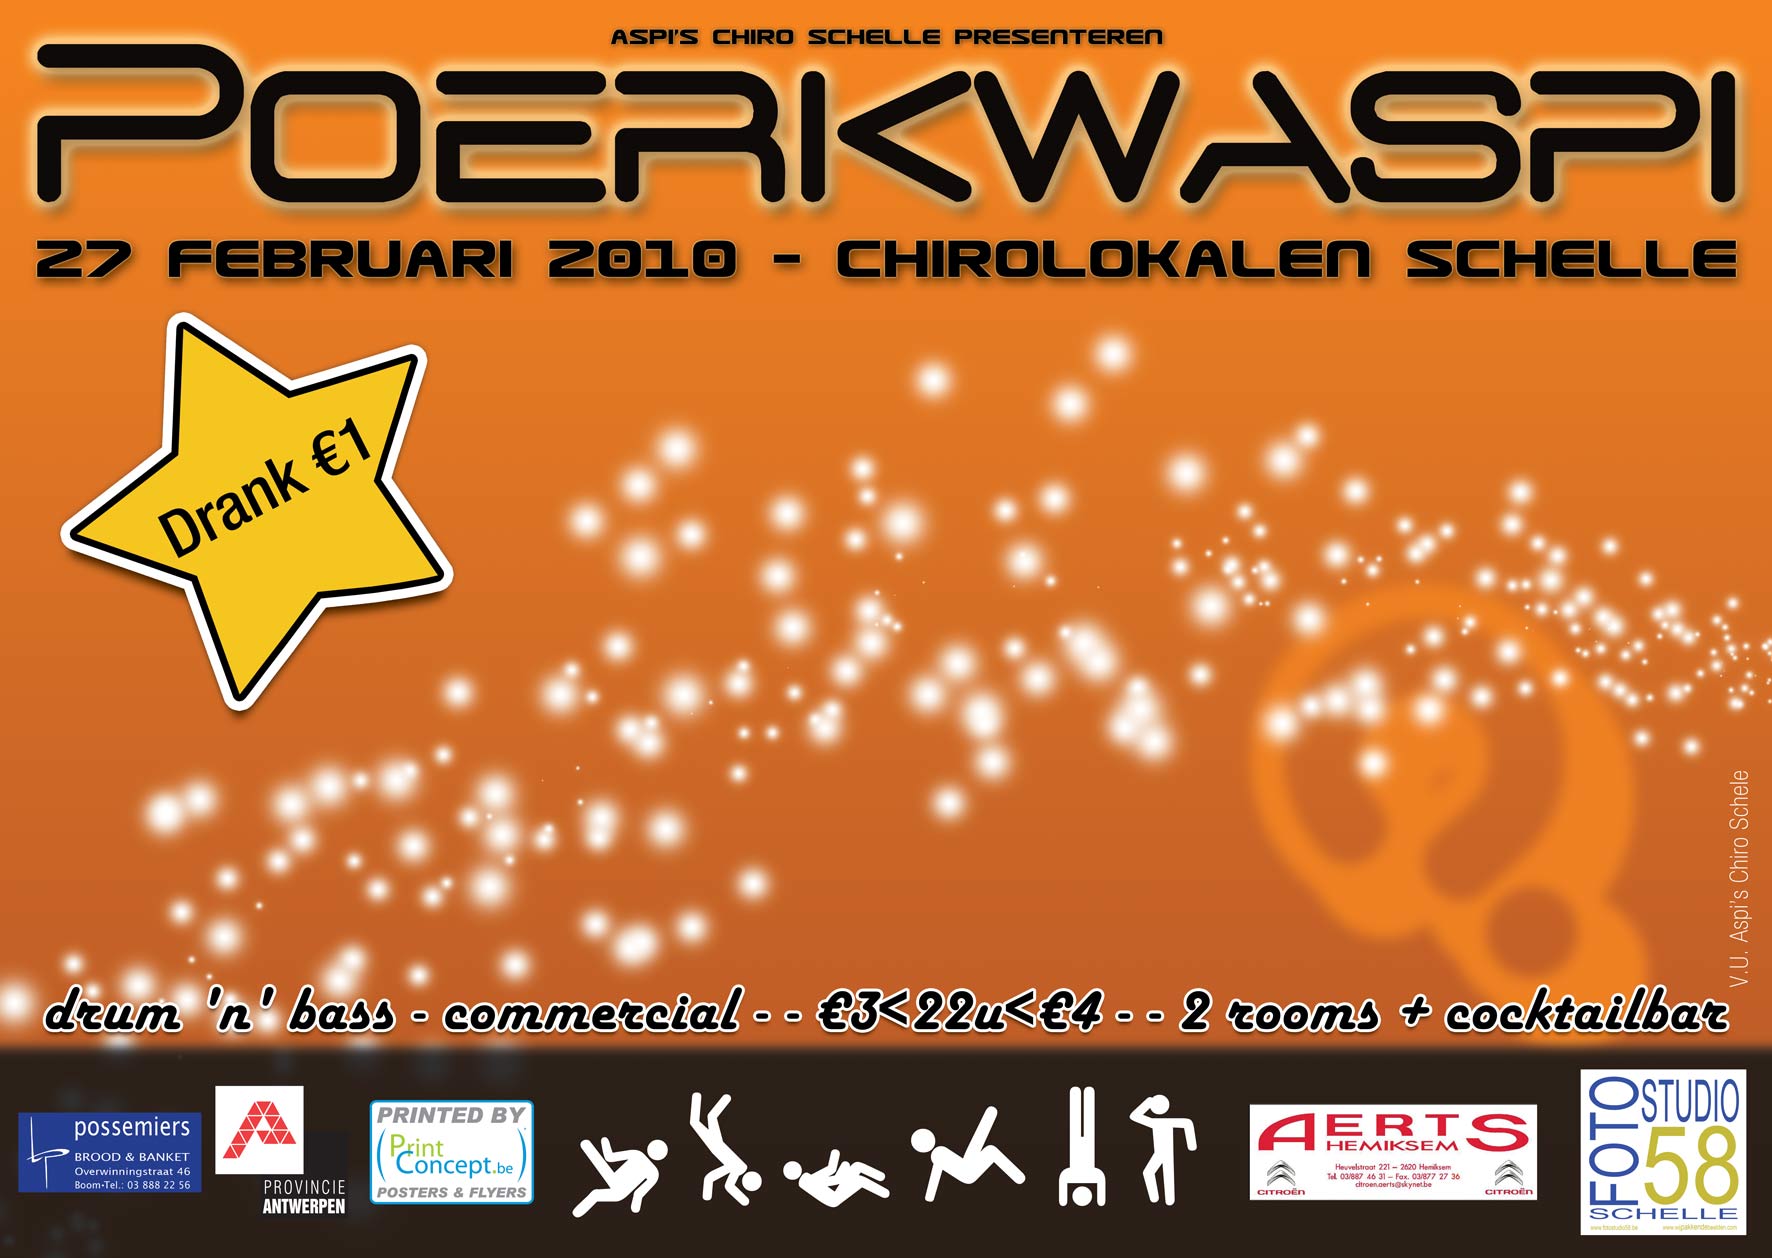 ASPI'S CHIRO SCHELLE PRESENTEREN
POERKWASPI
27 FEBRUARI 2010 - CHIROLOKALEN SCHELLE
Drank €1
V.U. Aspi's Chiro Schele
drum 'n' bass - commercial - - €3<22u<€4 - - 2 rooms + cocktailbar
possemiers
BROOD & BANKET
Overwinningstraat 46
Boom•Tel.: 03 888 22 56
PROVINCIE
ANTWERPEN
PRINTED BY
PrintConcept.be
POSTERS & FLYERS
AERTS
HEMIKSEM
Heuvelstraat 221 – 2620 Hemiksem
Tel. 03/887 46 31 – Fax. 03/877 27 36
citroen.aerts@skynet.be
CITROËN
CITROËN
FOTO
STUDIO
58
SCHELLE
www.fotostudio58.be